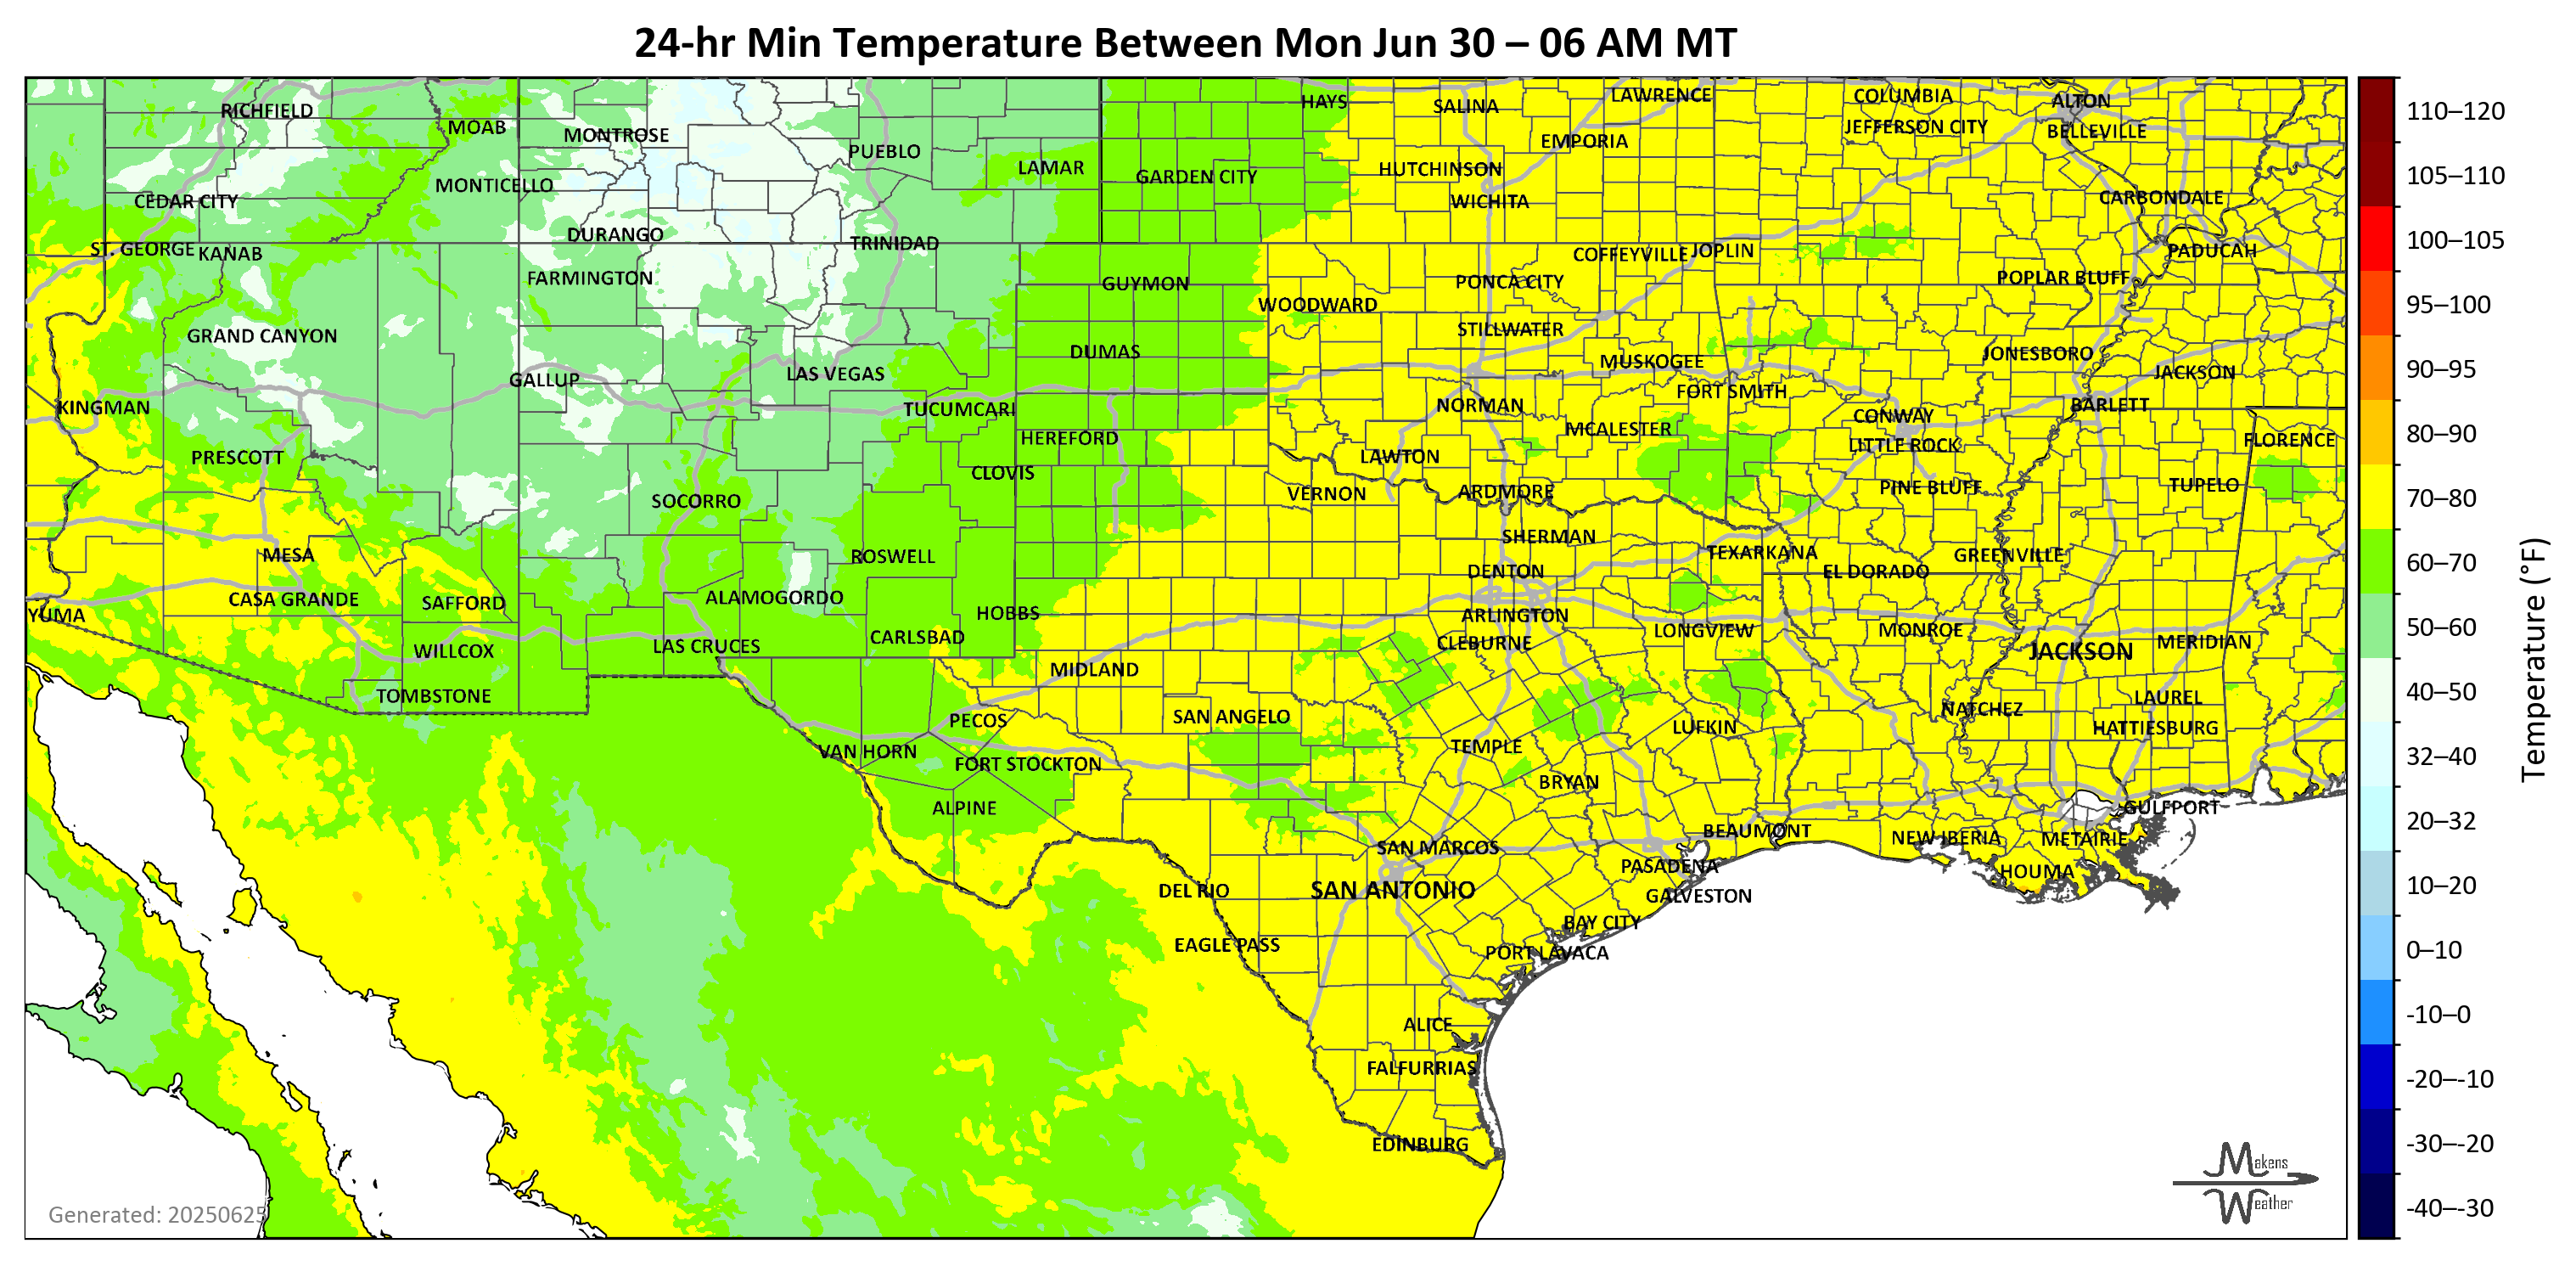 24-hr Min Temperature Between Mon Jun 30 – 06 AM MT
RICHFIELD
MOAB
MONTROSE
PUEBLO
LAMAR
HAYS
SALINA
LAWRENCE
COLUMBIA
ALTON
JEFFERSON CITY
BELLEVILLE
EMPORIA
HUTCHINSON
GARDEN CITY
MONTICELLO
CEDAR CITY
WICHITA
CARBONDALE
DURANGO
TRINIDAD
ST. GEORGE
KANAB
COFFEYVILLE
JOPLIN
PADUCAH
FARMINGTON
GUYMON
PONCA CITY
POPLAR BLUFF
WOODWARD
GRAND CANYON
STILLWATER
DUMAS
MUSKOGEE
JONESBORO
GALLUP
LAS VEGAS
JACKSON
FORT SMITH
KINGMAN
TUCUMCARI
NORMAN
CONWAY
BARLETT
HEREFORD
MCALESTER
LITTLE ROCK
FLORENCE
PRESCOTT
LAWTON
CLOVIS
SOCORRO
VERNON
ARDMORE
PINE BLUFF
TUPELO
SHERMAN
MESA
ROSWELL
TEXARKANA
GREENVILLE
DENTON
EL DORADO
CASA GRANDE
SAFFORD
ALAMOGORDO
YUMA
HOBBS
ARLINGTON
LONGVIEW
MONROE
CARLSBAD
CLEBURNE
MERIDIAN
LAS CRUCES
WILLCOX
JACKSON
MIDLAND
TOMBSTONE
LAUREL
PECOS
SAN ANGELO
NATCHEZ
LUFKIN
HATTIESBURG
VAN HORN
TEMPLE
FORT STOCKTON
BRYAN
ALPINE
GULFPORT
BEAUMONT
NEW IBERIA
METAIRIE
SAN MARCOS
PASADENA
HOUMA
DEL RIO
SAN ANTONIO
GALVESTON
BAY CITY
EAGLE PASS
PORT LAVACA
ALICE
FALFURRIAS
EDINBURG
Generated: 20250625
Makens
Weather
110–120
105–110
100–105
95–100
90–95
80–90
70–80
60–70
50–60
40–50
32–40
20–32
10–20
0–10
-10–0
-20–-10
-30–-20
-40–-30
Temperature (°F)